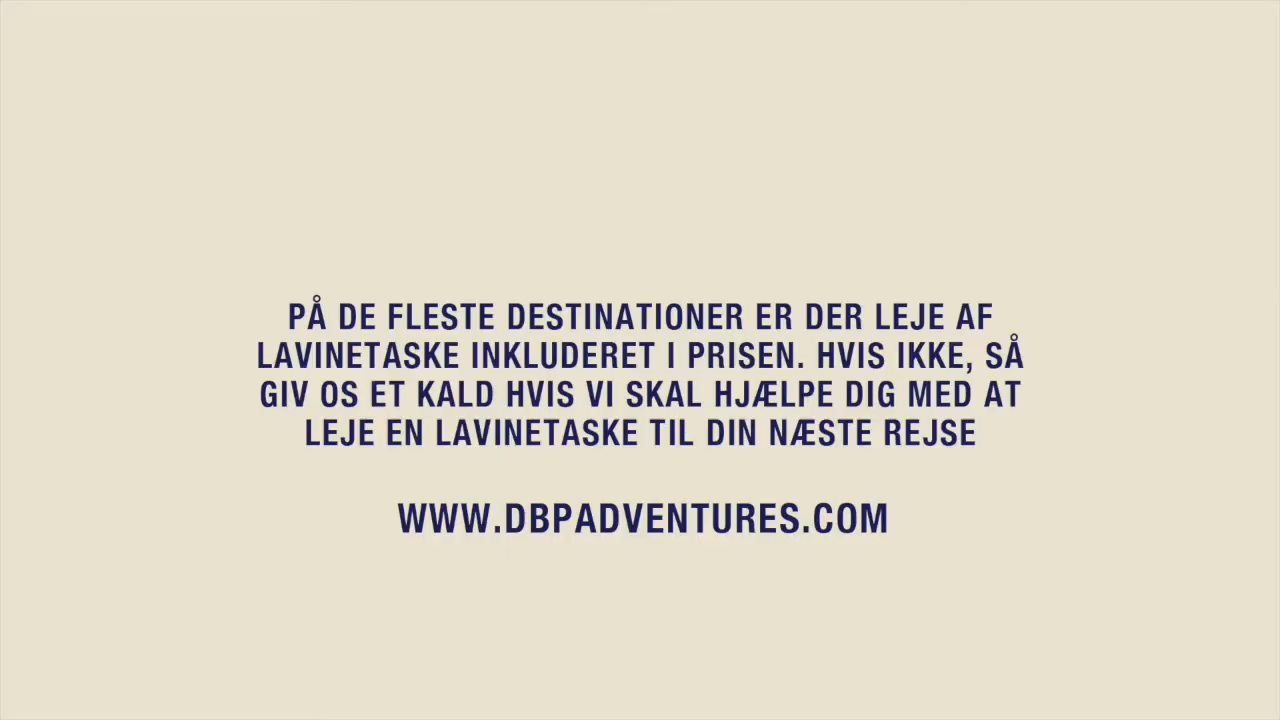 PÅ DE FLESTE DESTINATIONER ER DER LEJE AF
LAVINETASKE INKLUDERET I PRISEN. HVIS IKKE, SÅ
GIV OS ET KALD HVIS VI SKAL HJÆLPE DIG MED AT
LEJE EN LAVINETASKE TIL DIN NÆSTE REJSE
WWW.DBPADVENTURES.COM